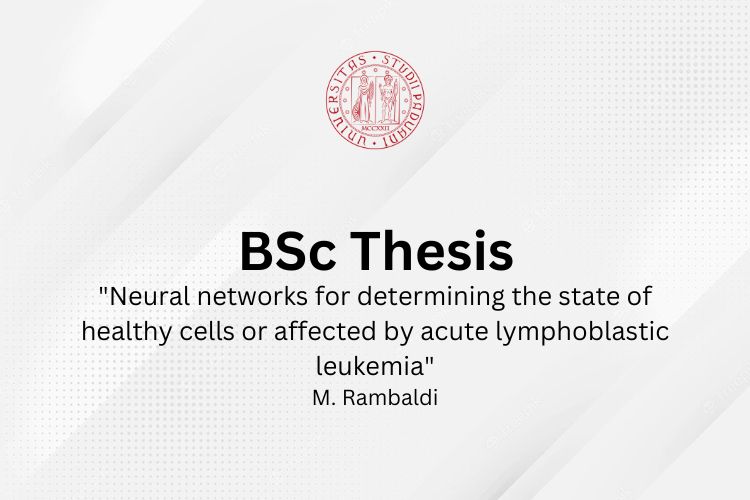 UNIVERSITAS • STUDII PADUANI •
MCCXXII
BSc Thesis
"Neural networks for determining the state of
healthy cells or affected by acute lymphoblastic
leukemia"
M. Rambaldi